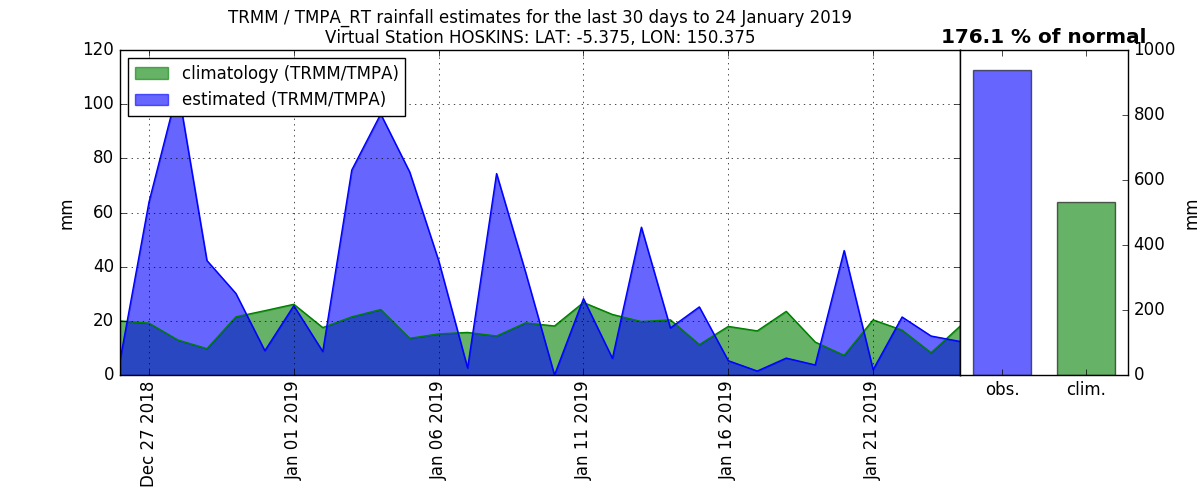 TRMM / TMPA_RT rainfall estimates for the last 30 days to 24 January 2019
Virtual Station HOSKINS: LAT: -5.375, LON: 150.375
176.1 % of normal
climatology (TRMM/TMPA)
estimated (TRMM/TMPA)
mm
120
100
80
60
40
20
0
Dec 27 2018
Jan 01 2019
Jan 06 2019
Jan 11 2019
Jan 16 2019
Jan 21 2019
1000
800
600
400
200
0
mm
obs.
clim.